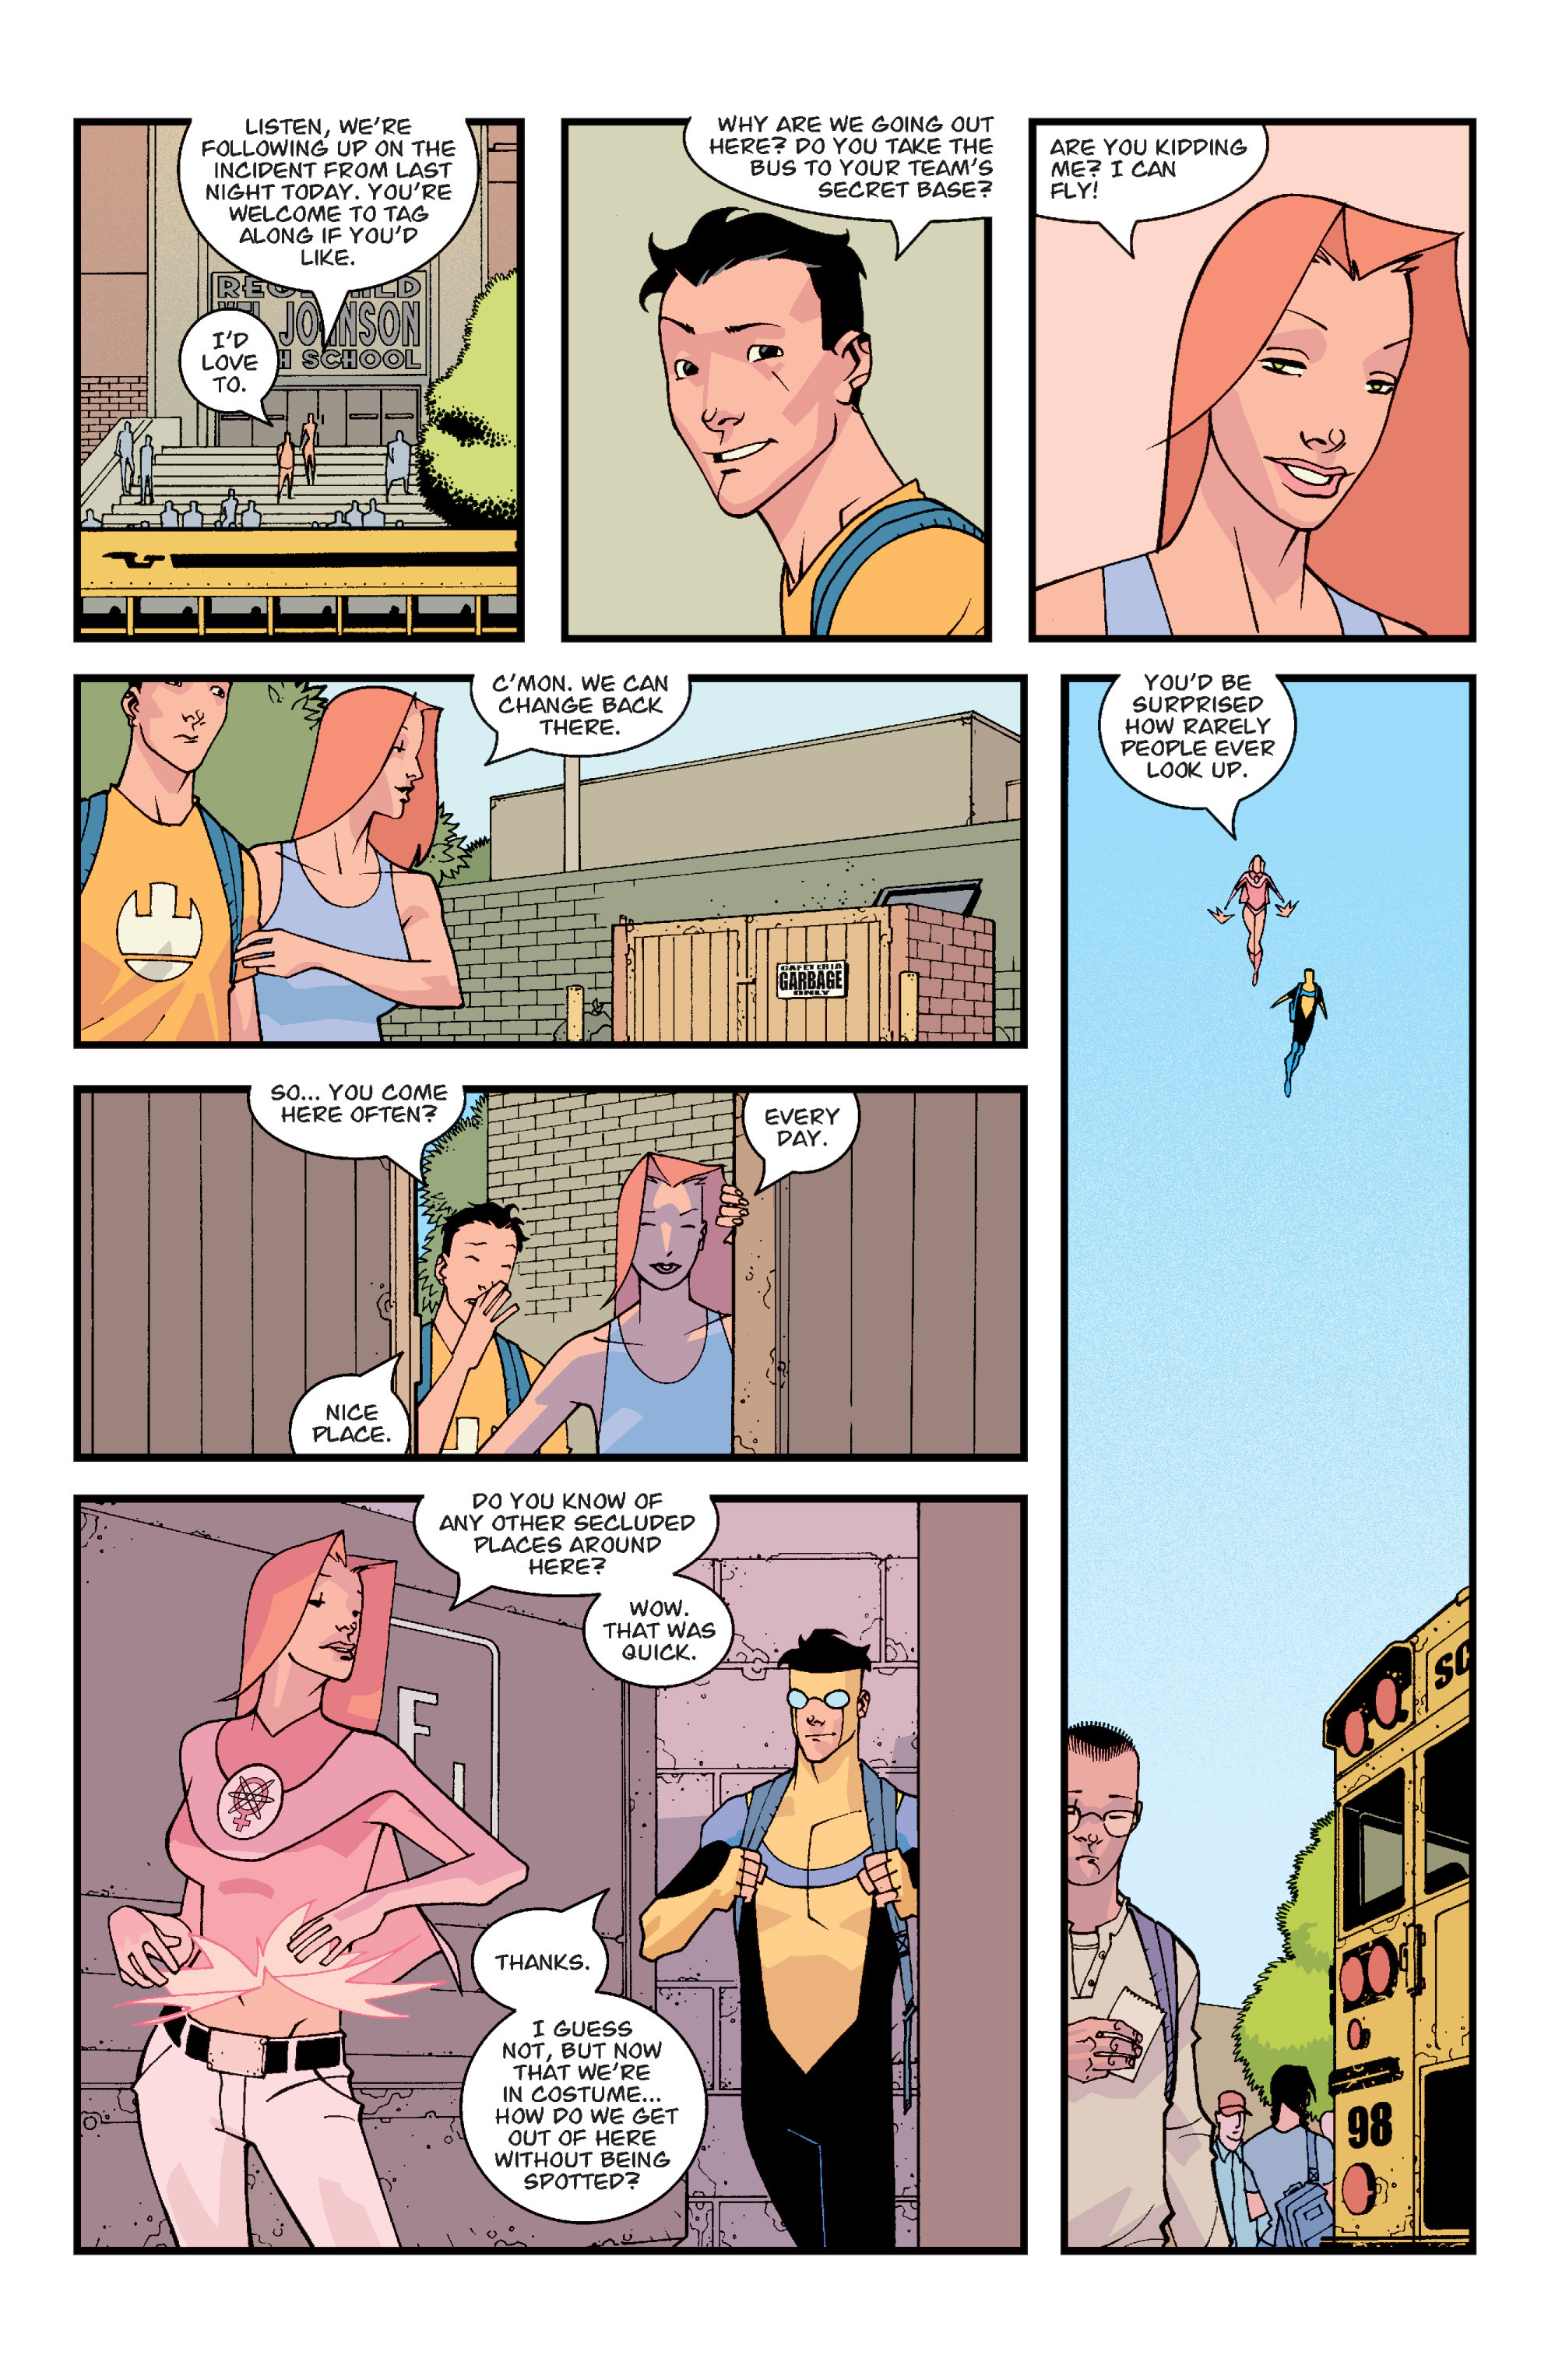 LISTEN, WE'RE
FOLLOWING UP ON THE
INCIDENT FROM LAST
NIGHT TODAY. YOU'RE
WELCOME TO TAG
ALONG IF YOU'D
LIKE.
JOHNSON
SCHOOL
I'D
LOVE
TO.
WHY ARE WE GOING OUT
HERE? DO YOU TAKE THE
BUS TO YOUR TEAM'S
SECRET BASE?
ARE YOU KIDDING
ME? I CAN
FLY!
C'MON. WE CAN
CHANGE BACK
THERE.
CAFETERIA
GARBAGE
ONLY
SO... YOU COME
HERE OFTEN?
EVERY
DAY.
NICE
PLACE.
DO YOU KNOW OF
ANY OTHER SECLUDED
PLACES AROUND
HERE?
WOW.
THAT WAS
QUICK.
THANKS.
I GUESS
NOT, BUT NOW
THAT WE'RE
IN COSTUME...
HOW DO WE GET
OUT OF HERE
WITHOUT BEING
SPOTTED?
YOU'D BE
SURPRISED
HOW RARELY
PEOPLE EVER
LOOK UP.
SC
98